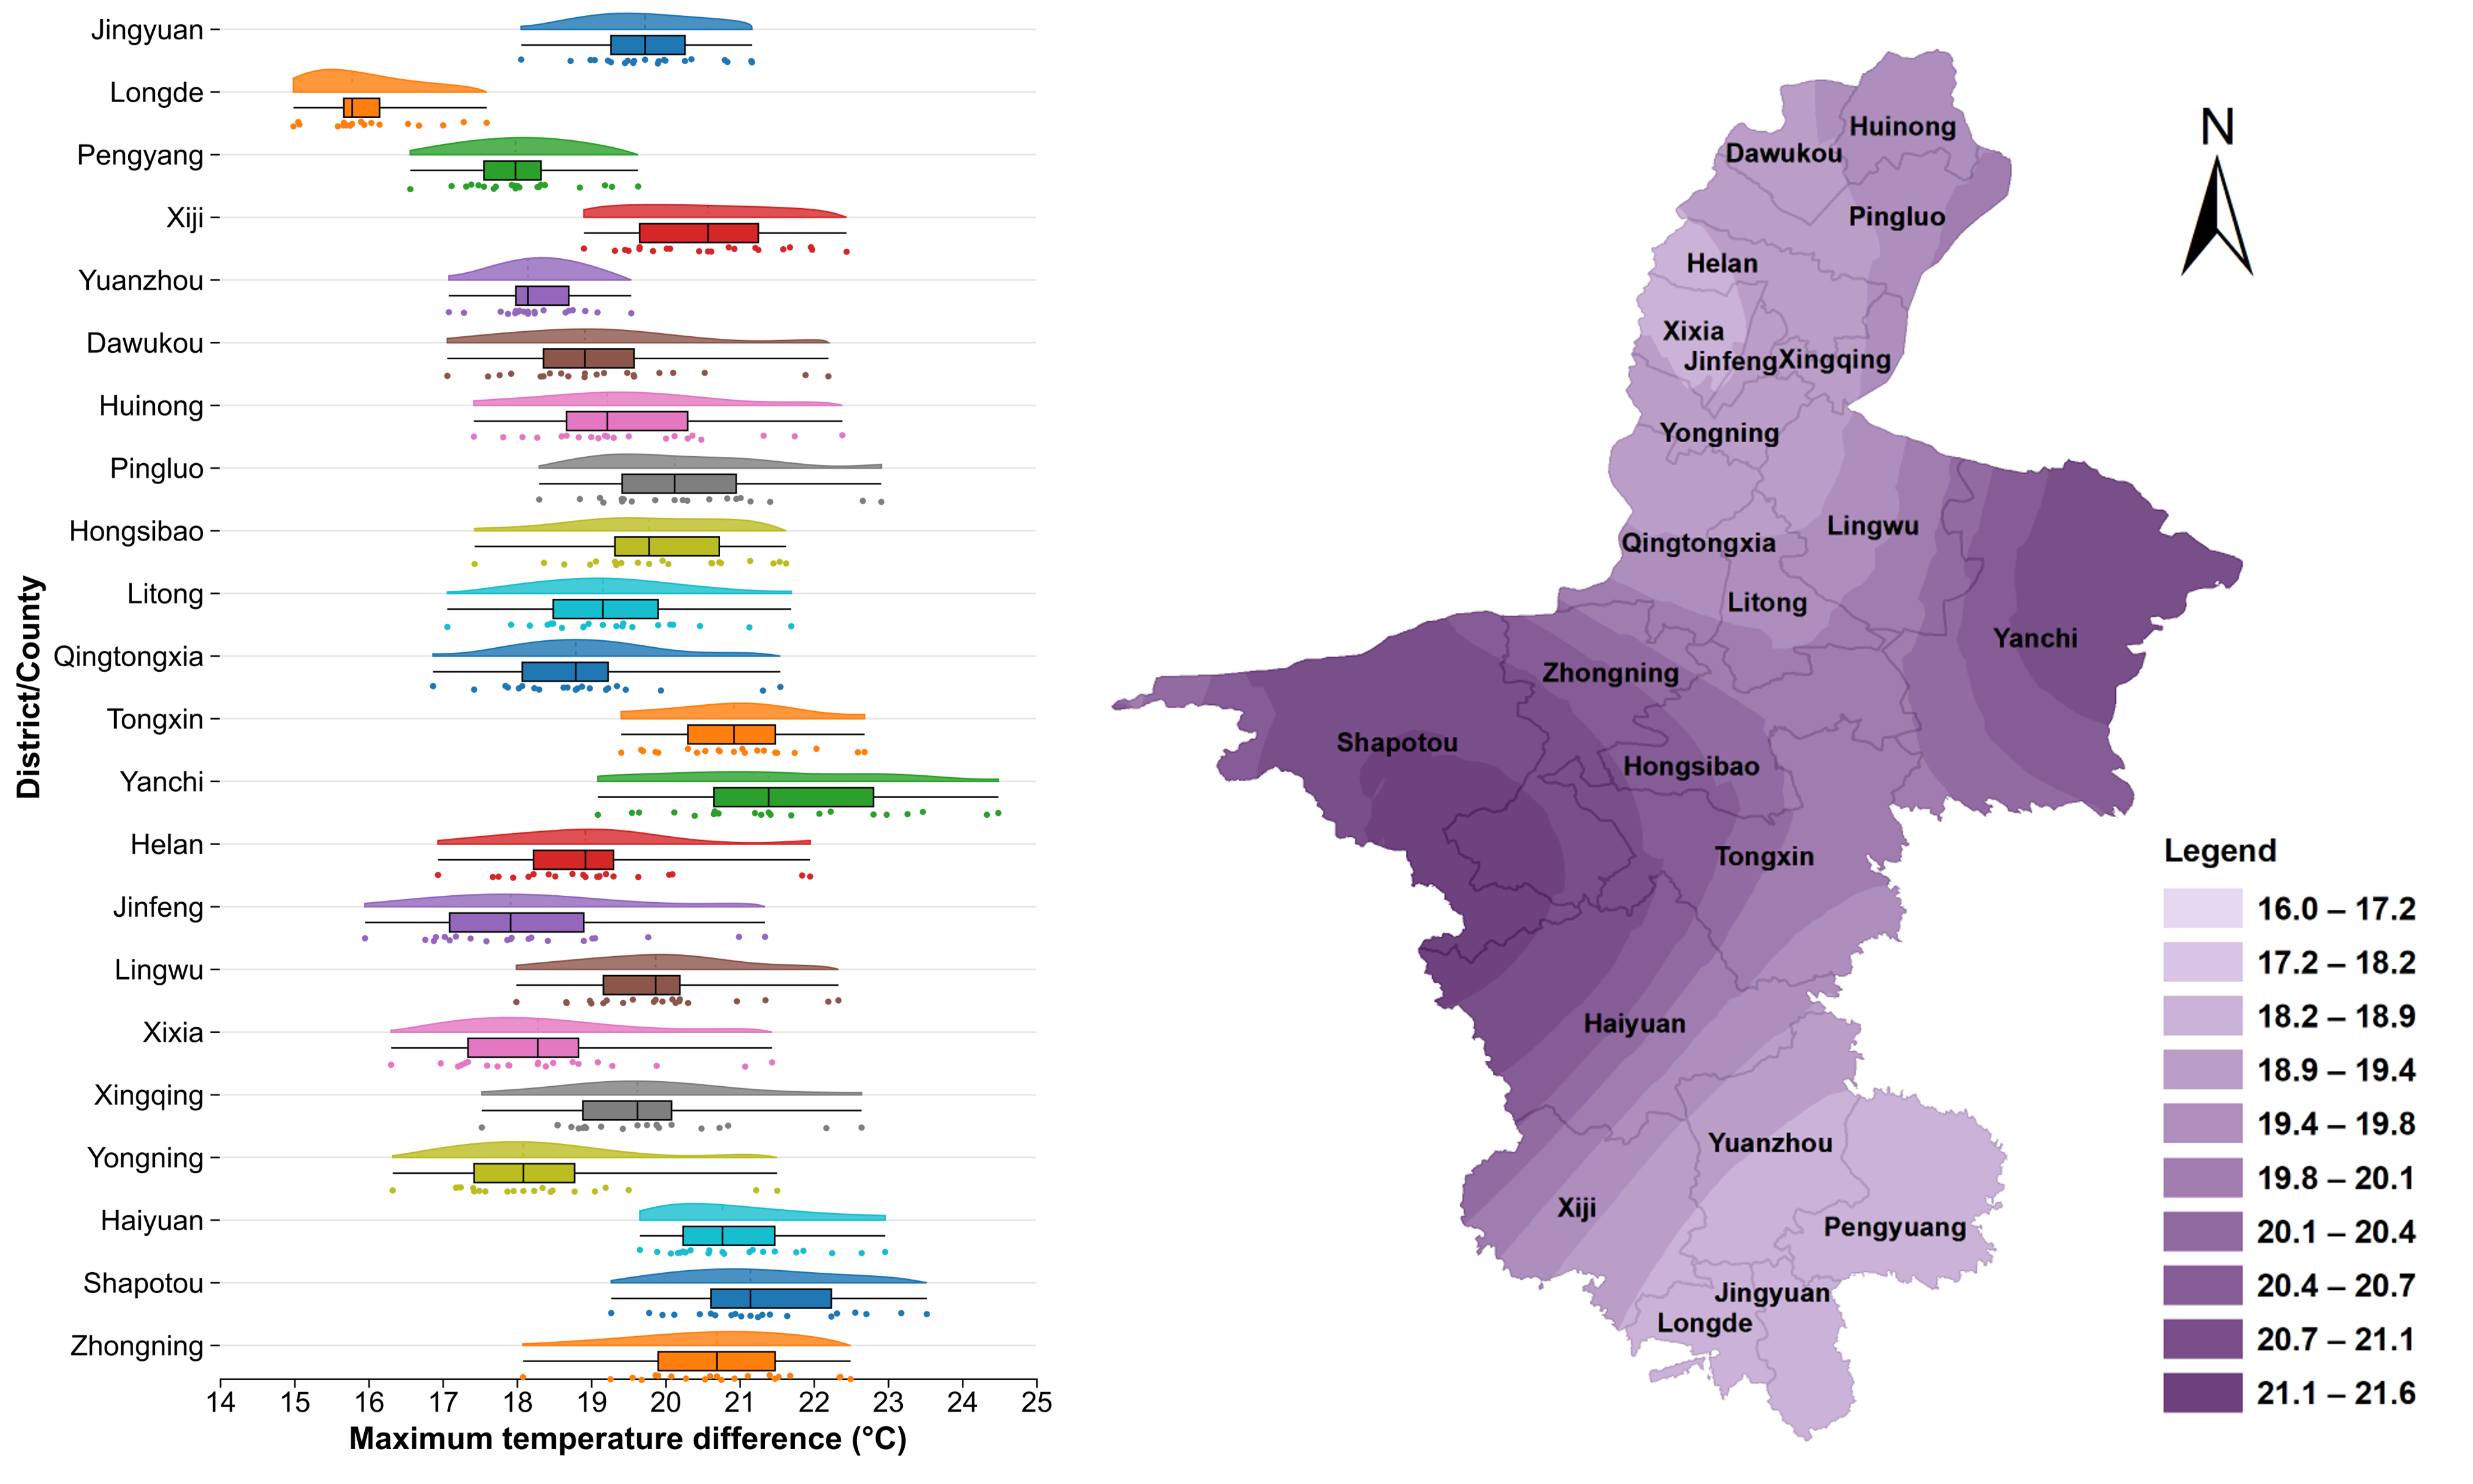 District/County
Jingyuan
Longde
Pengyang
Xiji
Yuanzhou
Dawukou
Huinong
Pingluo
Hongsibao
Litong
Qingtongxia
Tongxin
Yanchi
Helan
Jinfeng
Lingwu
Xixia
Xingqing
Yongning
Haiyuan
Shapotou
Zhongning
14 15 16 17 18 19 20 21 22 23 24 25
Maximum temperature difference (°C)
N
Huinong
Dawukou
Pingluo
Helan
Xixia
Jinfeng Xingqing
Yongning
Lingwu
Qingtongxia
Litong
Yanchi
Zhongning
Shapotou
Hongsibao
Tongxin
Haiyuan
Yuanzhou
Xiji
Pengyuang
Jingyuan
Longde
Legend
16.0 – 17.2
17.2 – 18.2
18.2 – 18.9
18.9 – 19.4
19.4 – 19.8
19.8 – 20.1
20.1 – 20.4
20.4 – 20.7
20.7 – 21.1
21.1 – 21.6